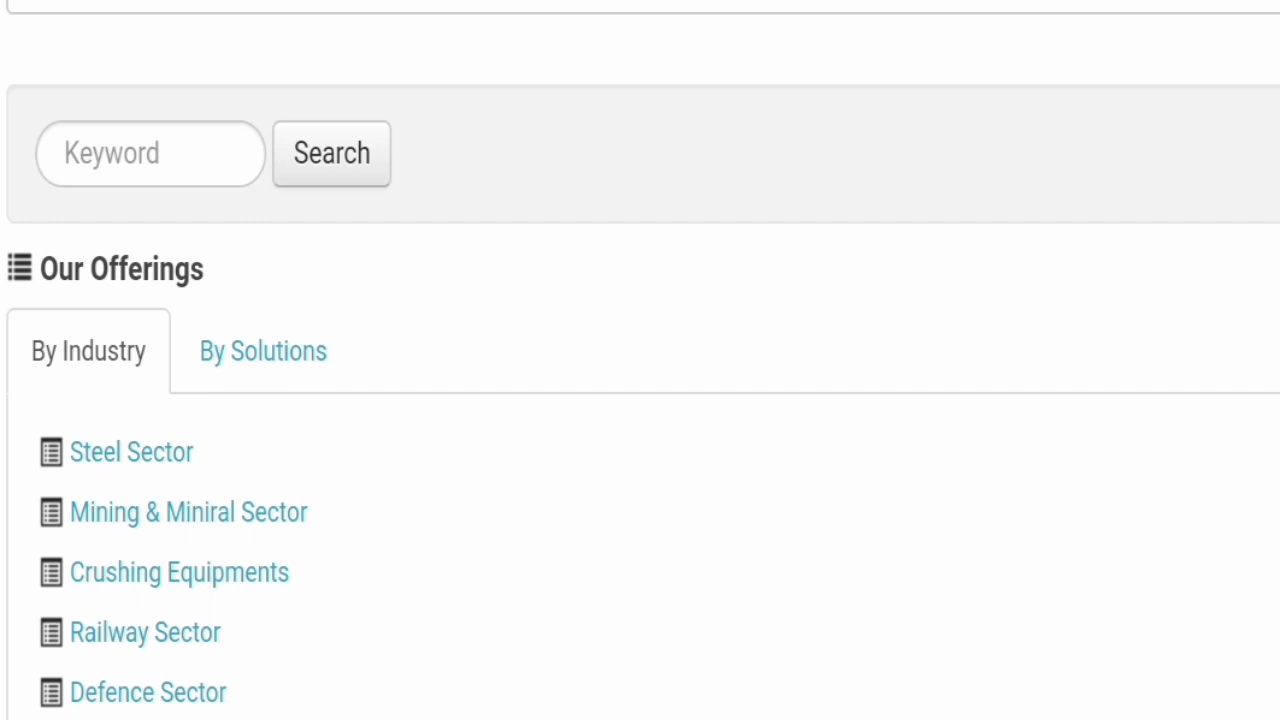 Keyword Search
Our Offerings
By Industry By Solutions
Steel Sector
Mining & Miniral Sector
Crushing Equipments
Railway Sector
Defence Sector